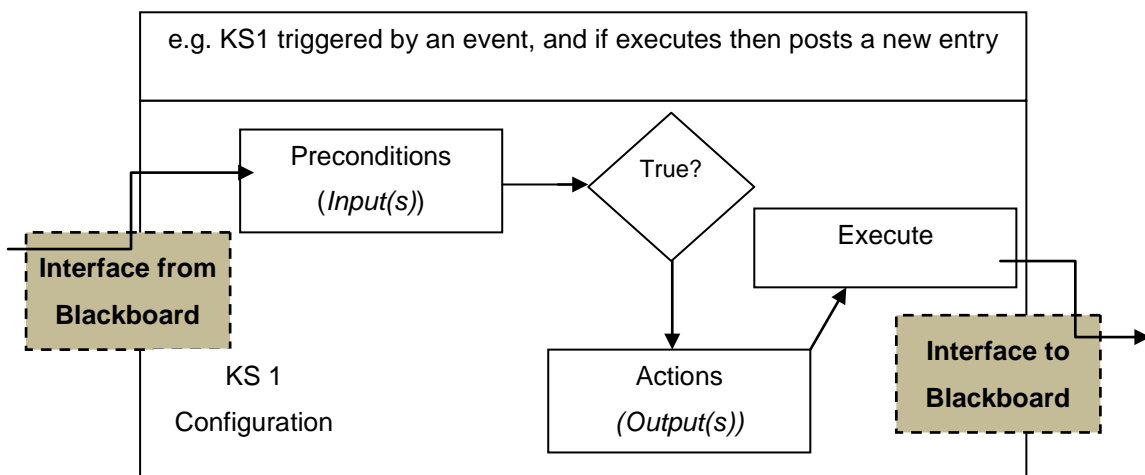 e.g. KS1 triggered by an event, and if executes then posts a new entry
Preconditions
(Input(s))
True?
Execute
Interface from
Blackboard
Interface to
Blackboard
KS 1
Configuration
Actions
(Output(s))